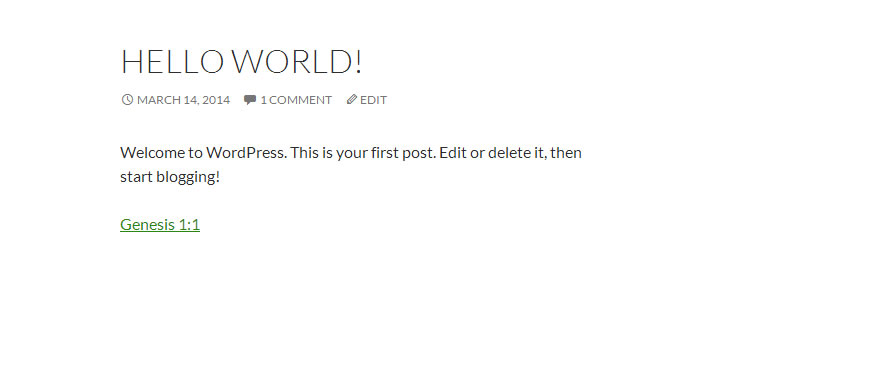 HELLO WORLD!
MARCH 14, 2014 1 COMMENT EDIT
Welcome to WordPress. This is your first post. Edit or delete it, then
start blogging!
Genesis 1:1